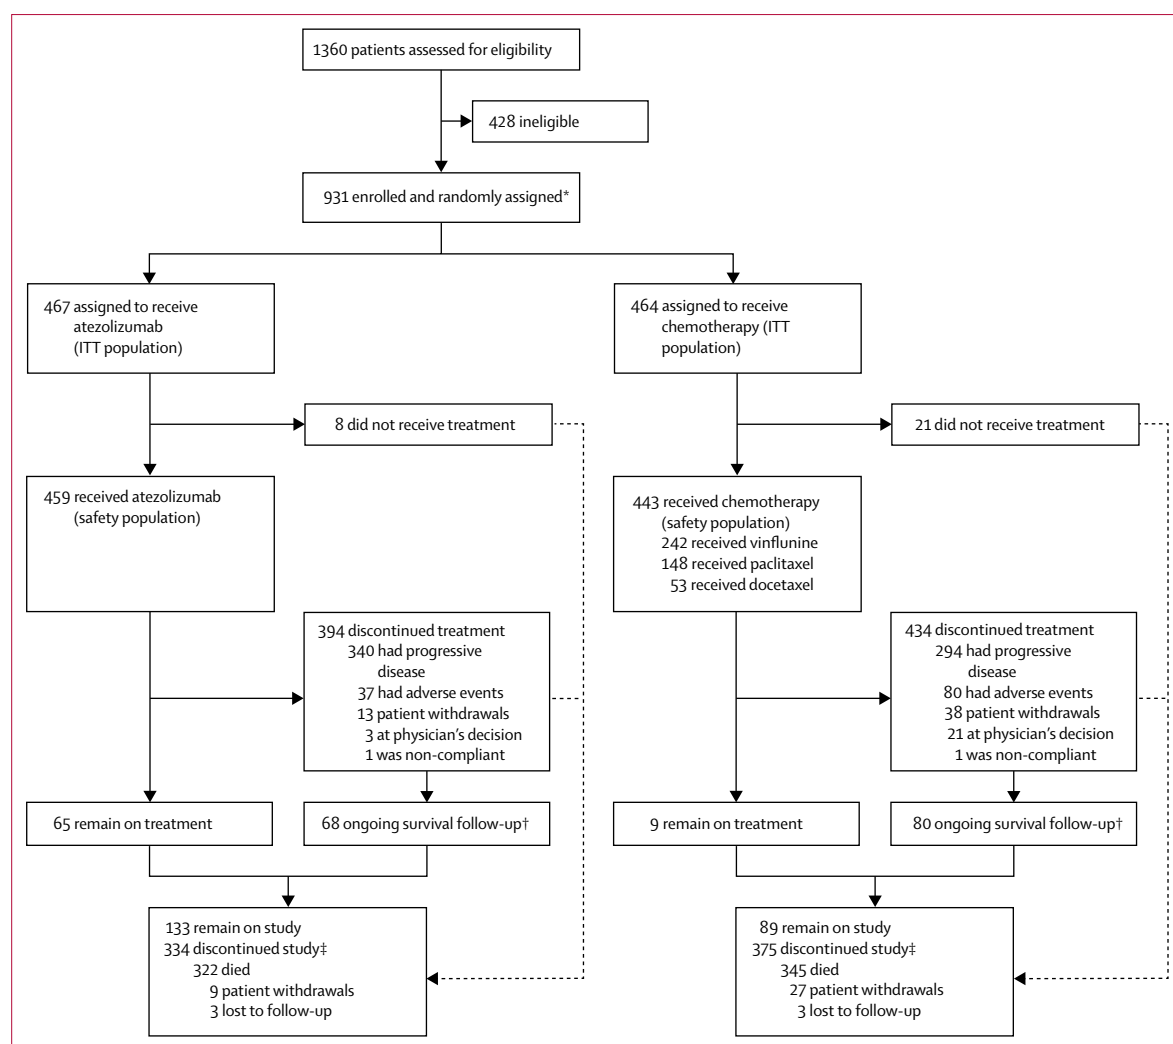 1360 patients assessed for eligibility
428 ineligible
931 enrolled and randomly assigned*
467 assigned to receive
atezolizumab
(ITT population)
464 assigned to receive
chemotherapy (ITT
population)
8 did not receive treatment
21 did not receive treatment
459 received atezolizumab
(safety population)
443 received chemotherapy
(safety population)
242 received vinflunine
148 received paclitaxel
53 received docetaxel
394 discontinued treatment
340 had progressive
disease
37 had adverse events
13 patient withdrawals
3 at physician's decision
1 was non-compliant
434 discontinued treatment
294 had progressive
disease
80 had adverse events
38 patient withdrawals
21 at physician's decision
1 was non-compliant
65 remain on treatment
68 ongoing survival follow-up†
9 remain on treatment
80 ongoing survival follow-up†
133 remain on study
334 discontinued study‡
322 died
9 patient withdrawals
3 lost to follow-up
89 remain on study
375 discontinued study‡
345 died
27 patient withdrawals
3 lost to follow-up